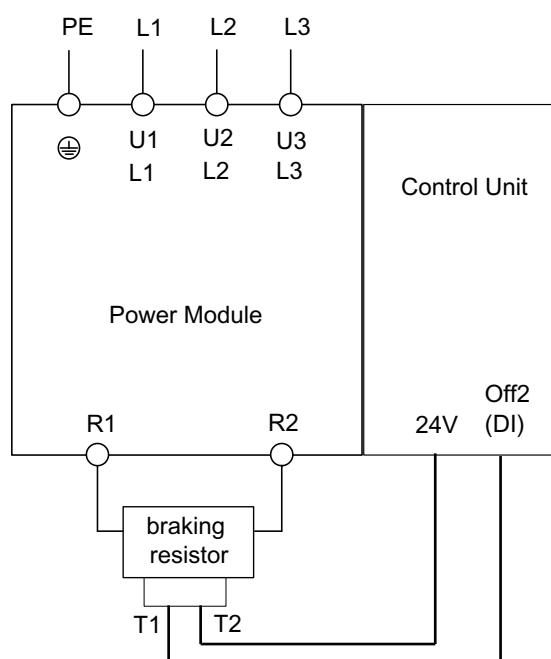 PE L1 L2 L3
U1 U2 U3
L1 L2 L3
Control Unit
Power Module
Off2
24V (DI)
R1 R2
braking
resistor
T1 T2